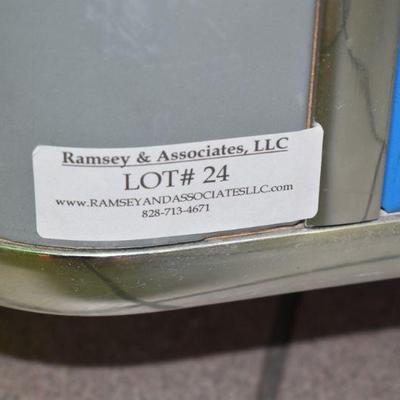 Ramsey & Associates, LLC
LOT# 24
www.RAMSEYANDASSOCIATESLLC.com
828-713-4671